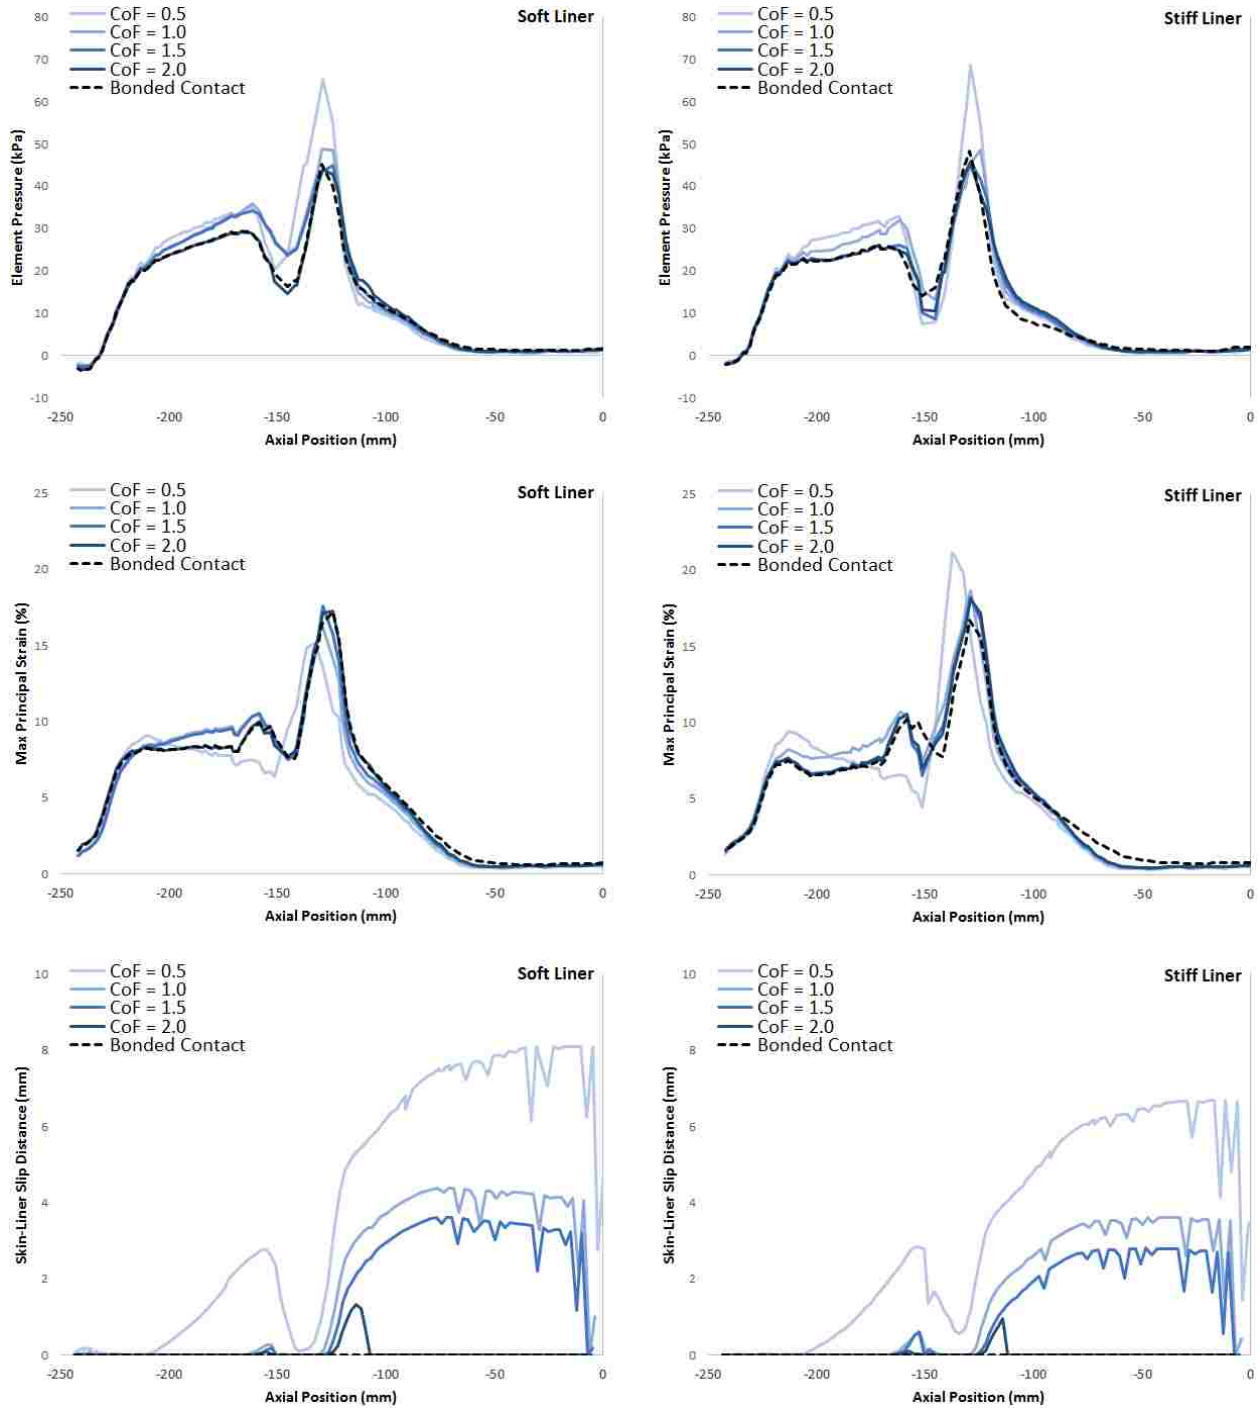 CoF = 0.5
CoF = 1.0
CoF = 1.5
CoF = 2.0
Bonded Contact
Soft Liner
80
70
60
50
40
30
20
10
0
-10
Element Pressure (kPa)
-250 -200 -150 -100 -50 0
Axial Position (mm)
CoF = 0.5
CoF = 1.0
CoF = 1.5
CoF = 2.0
Bonded Contact
Stiff Liner
80
70
60
50
40
30
20
10
0
-10
Element Pressure (kPa)
-250 -200 -150 -100 -50 0
Axial Position (mm)
CoF = 0.5
CoF = 1.0
CoF = 1.5
CoF = 2.0
Bonded Contact
Soft Liner
25
20
15
10
5
0
Max Principal Strain (%)
-250 -200 -150 -100 -50 0
Axial Position (mm)
CoF = 0.5
CoF = 1.0
CoF = 1.5
CoF = 2.0
Bonded Contact
Stiff Liner
25
20
15
10
5
0
Max Principal Strain (%)
-250 -200 -150 -100 -50 0
Axial Position (mm)
CoF = 0.5
CoF = 1.0
CoF = 1.5
CoF = 2.0
Bonded Contact
Soft Liner
10
8
6
4
2
0
Skin-Liner Slip Distance (mm)
-250 -200 -150 -100 -50 0
Axial Position (mm)
CoF = 0.5
CoF = 1.0
CoF = 1.5
CoF = 2.0
Bonded Contact
Stiff Liner
10
8
6
4
2
0
Skin-Liner Slip Distance (mm)
-250 -200 -150 -100 -50 0
Axial Position (mm)